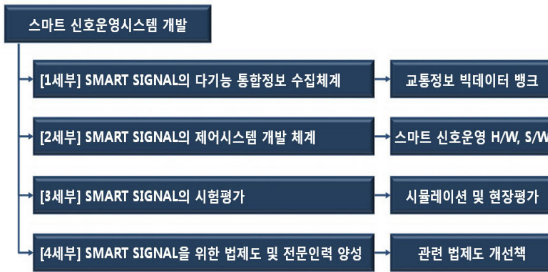 스마트 신호운영시스템 개발
[1세부] SMART SIGNAL의 다기능 통합정보 수집체계
교통정보 빅데이터 뱅크
[2세부] SMART SIGNAL의 제어시스템 개발 체계
스마트 신호운영 H/W, S/W
[3세부] SMART SIGNAL의 시험평가
시뮬레이션 및 현장평가
[4세부] SMART SIGNAL을 위한 법제도 및 전문인력 양성
관련 법제도 개선책